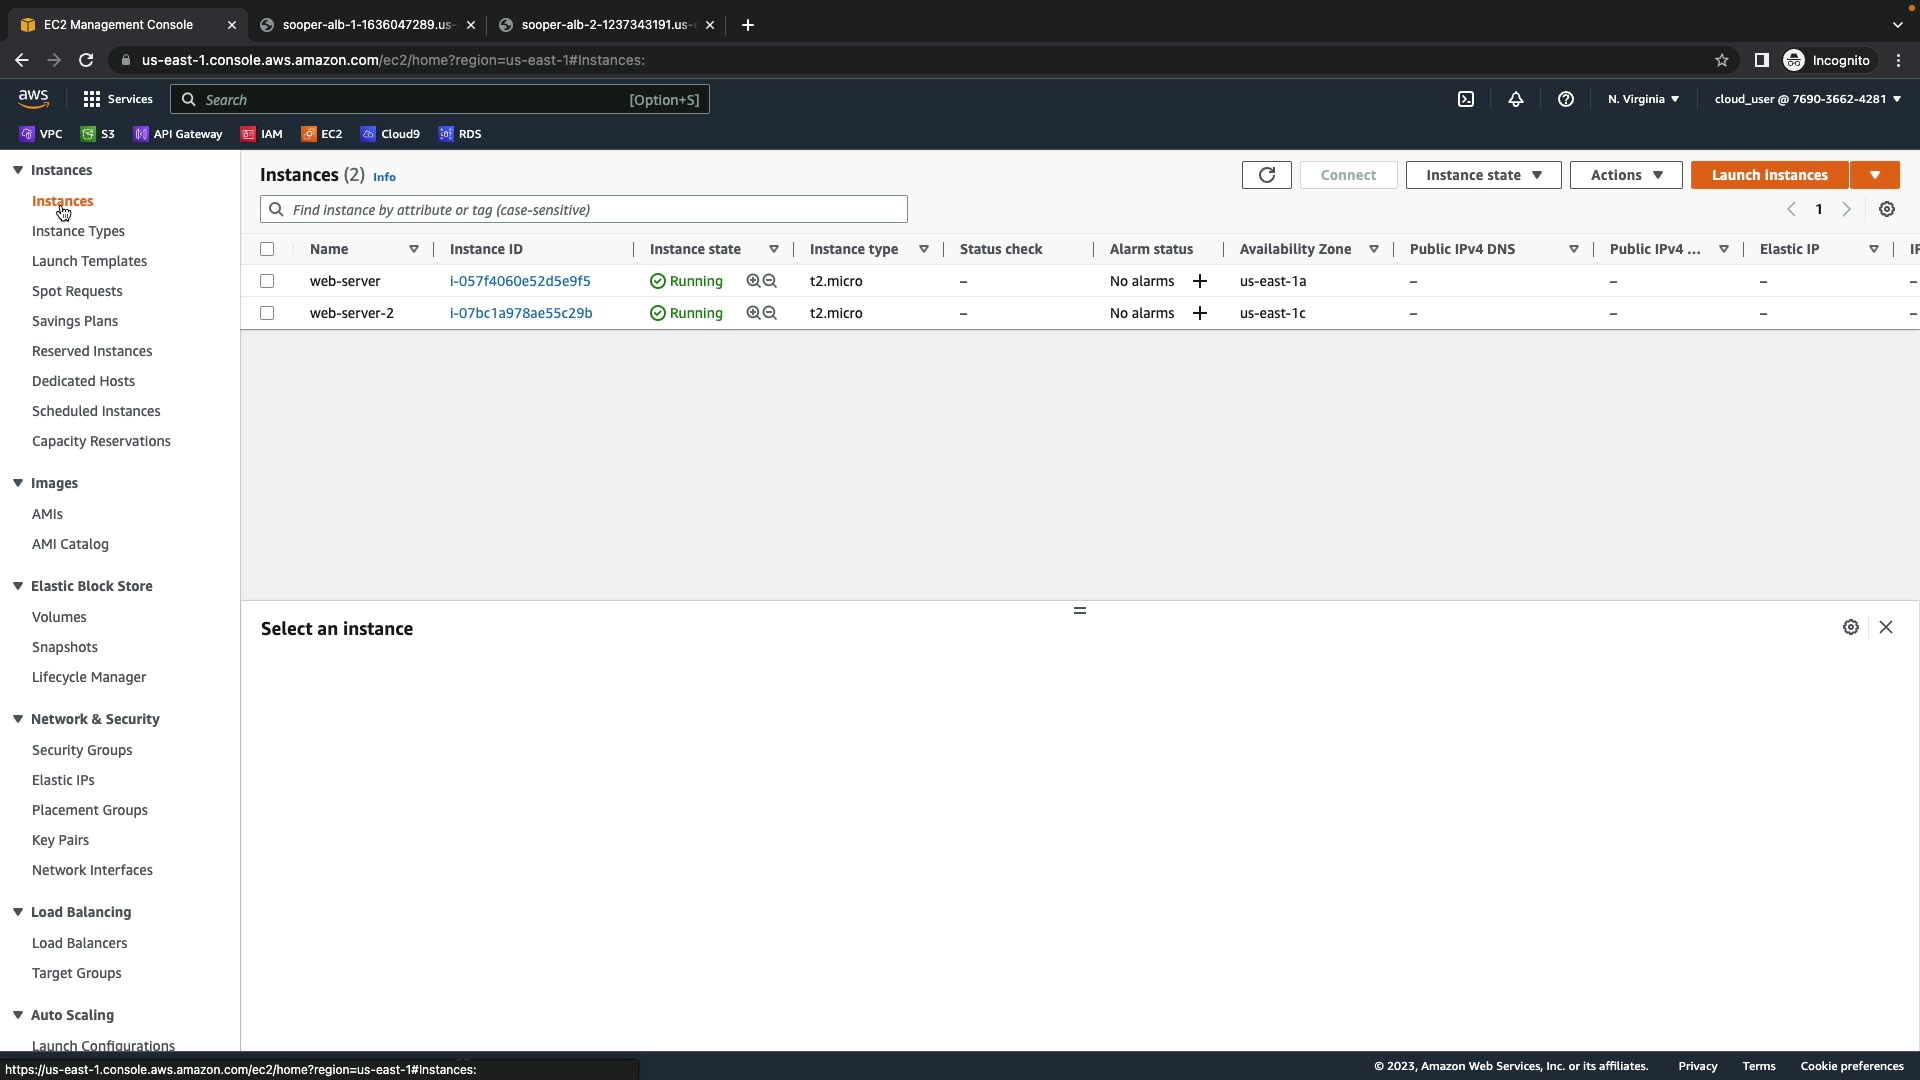 EC2 Management Console
sooper-alb-1-1636047289.us-
sooper-alb-2-1237343191.us-
us-east-1.console.aws.amazon.com/ec2/home?region=us-east-1#Instances:
Incognito
aws
Services
Search
[Option+S]
N. Virginia
cloud_user @ 7690-3662-4281
VPC
S3
API Gateway
IAM
EC2
Cloud9
RDS
Instances
Instances
Instance Types
Launch Templates
Spot Requests
Savings Plans
Reserved Instances
Dedicated Hosts
Scheduled Instances
Capacity Reservations
Images
AMIs
AMI Catalog
Elastic Block Store
Volumes
Snapshots
Lifecycle Manager
Network & Security
Security Groups
Elastic IPs
Placement Groups
Key Pairs
Network Interfaces
Load Balancing
Load Balancers
Target Groups
Auto Scaling
Launch Configurations
Instances (2) Info
Connect
Instance state
Actions
Launch instances
Find instance by attribute or tag (case-sensitive)
1
Name Instance ID Instance state Instance type Status check Alarm status Availability Zone Public IPv4 DNS Public IPv4 ... Elastic IP IP
web-server i-057f4060e52d5e9f5 Running t2.micro – No alarms + us-east-1a – – – –
web-server-2 i-07bc1a978ae55c29b Running t2.micro – No alarms + us-east-1c – – – –
Select an instance
https://us-east-1.console.aws.amazon.com/ec2/home?region=us-east-1#Instances:
© 2023, Amazon Web Services, Inc. or its affiliates.
Privacy
Terms
Cookie preferences